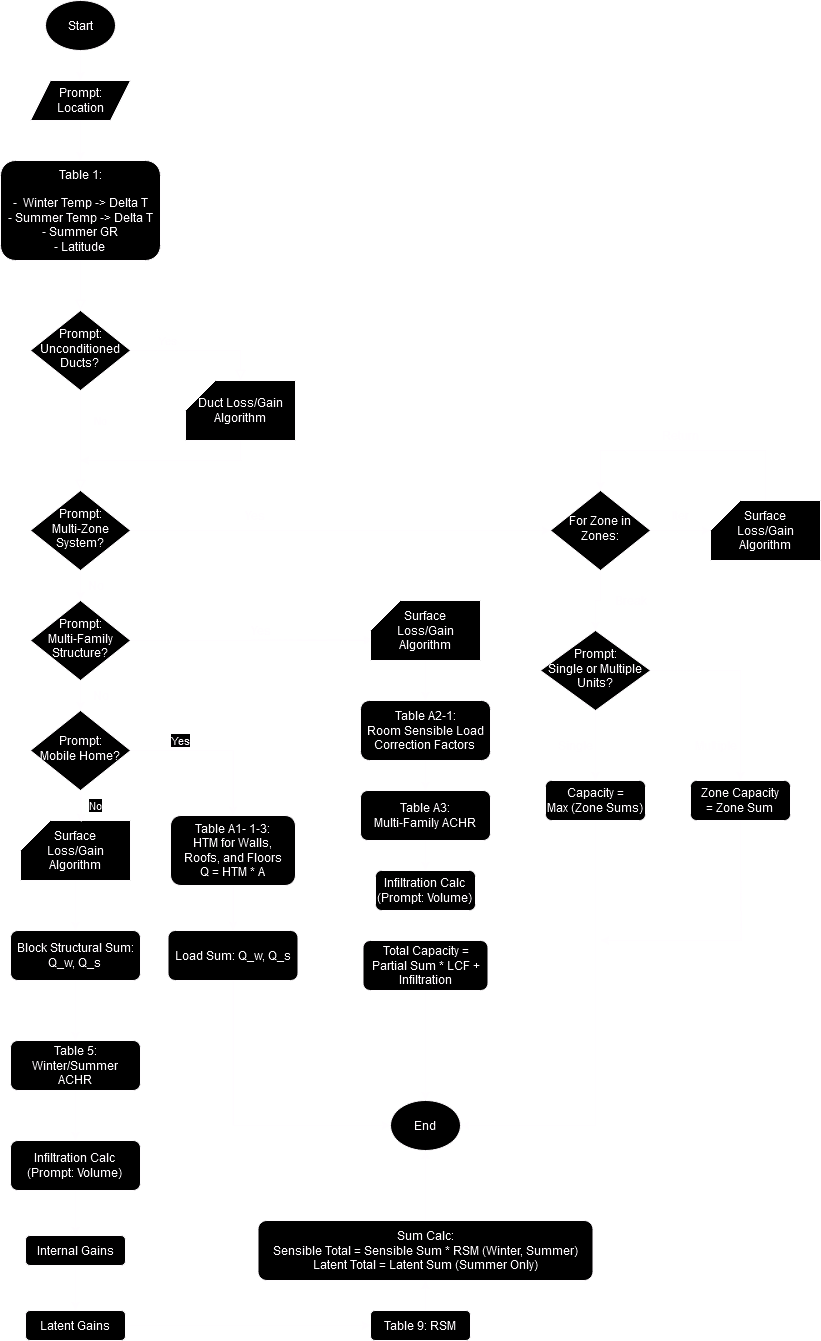 Start
Prompt:
Location
Table 1:
- Winter Temp -> Delta T
- Summer Temp -> Delta T
- Summer GR
- Latitude
Prompt:
Unconditioned
Ducts?
Duct Loss/Gain
Algorithm
Prompt:
Multi-Zone
System?
For Zone in
Zones:
Surface
Loss/Gain
Algorithm
Prompt:
Multi-Family
Structure?
Surface
Loss/Gain
Algorithm
Prompt:
Single or Multiple
Units?
Prompt:
Mobile Home?
Yes
No
Table A2-1:
Room Sensible Load
Correction Factors
Capacity =
Max (Zone Sums)
Zone Capacity
= Zone Sum
Surface
Loss/Gain
Algorithm
Table A1- 1-3:
HTM for Walls,
Roofs, and Floors
Q = HTM * A
Table A3:
Multi-Family ACHR
Infiltration Calc
(Prompt: Volume)
Block Structural Sum:
Q_w, Q_s
Load Sum: Q_w, Q_s
Total Capacity =
Partial Sum * LCF +
Infiltration
Table 5:
Winter/Summer
ACHR
End
Infiltration Calc
(Prompt: Volume)
Internal Gains
Sum Calc:
Sensible Total = Sensible Sum * RSM (Winter, Summer)
Latent Total = Latent Sum (Summer Only)
Latent Gains
Table 9: RSM